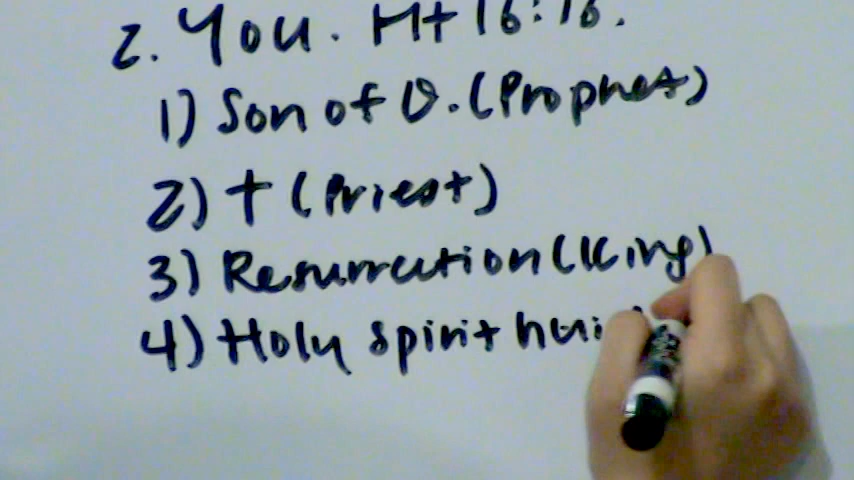 2. You. Mt 16:16.
1) Son of θ. (Prophet)
2) † (Priest)
3) Resurrection (King)
4) Holy spirit